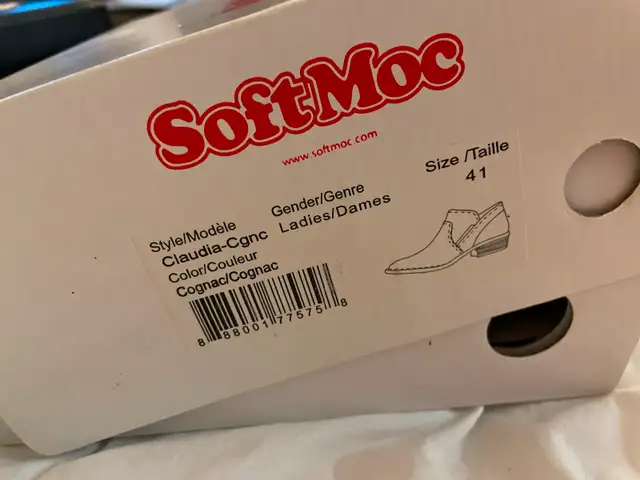 SoftMoc
www.softmoc.com
Style/Modèle
Claudia-Cgnc
Color/Couleur
Cognac/Cognac
Gender/Genre
Ladies/Dames
Size /Taille
41
8 88001 77575 8